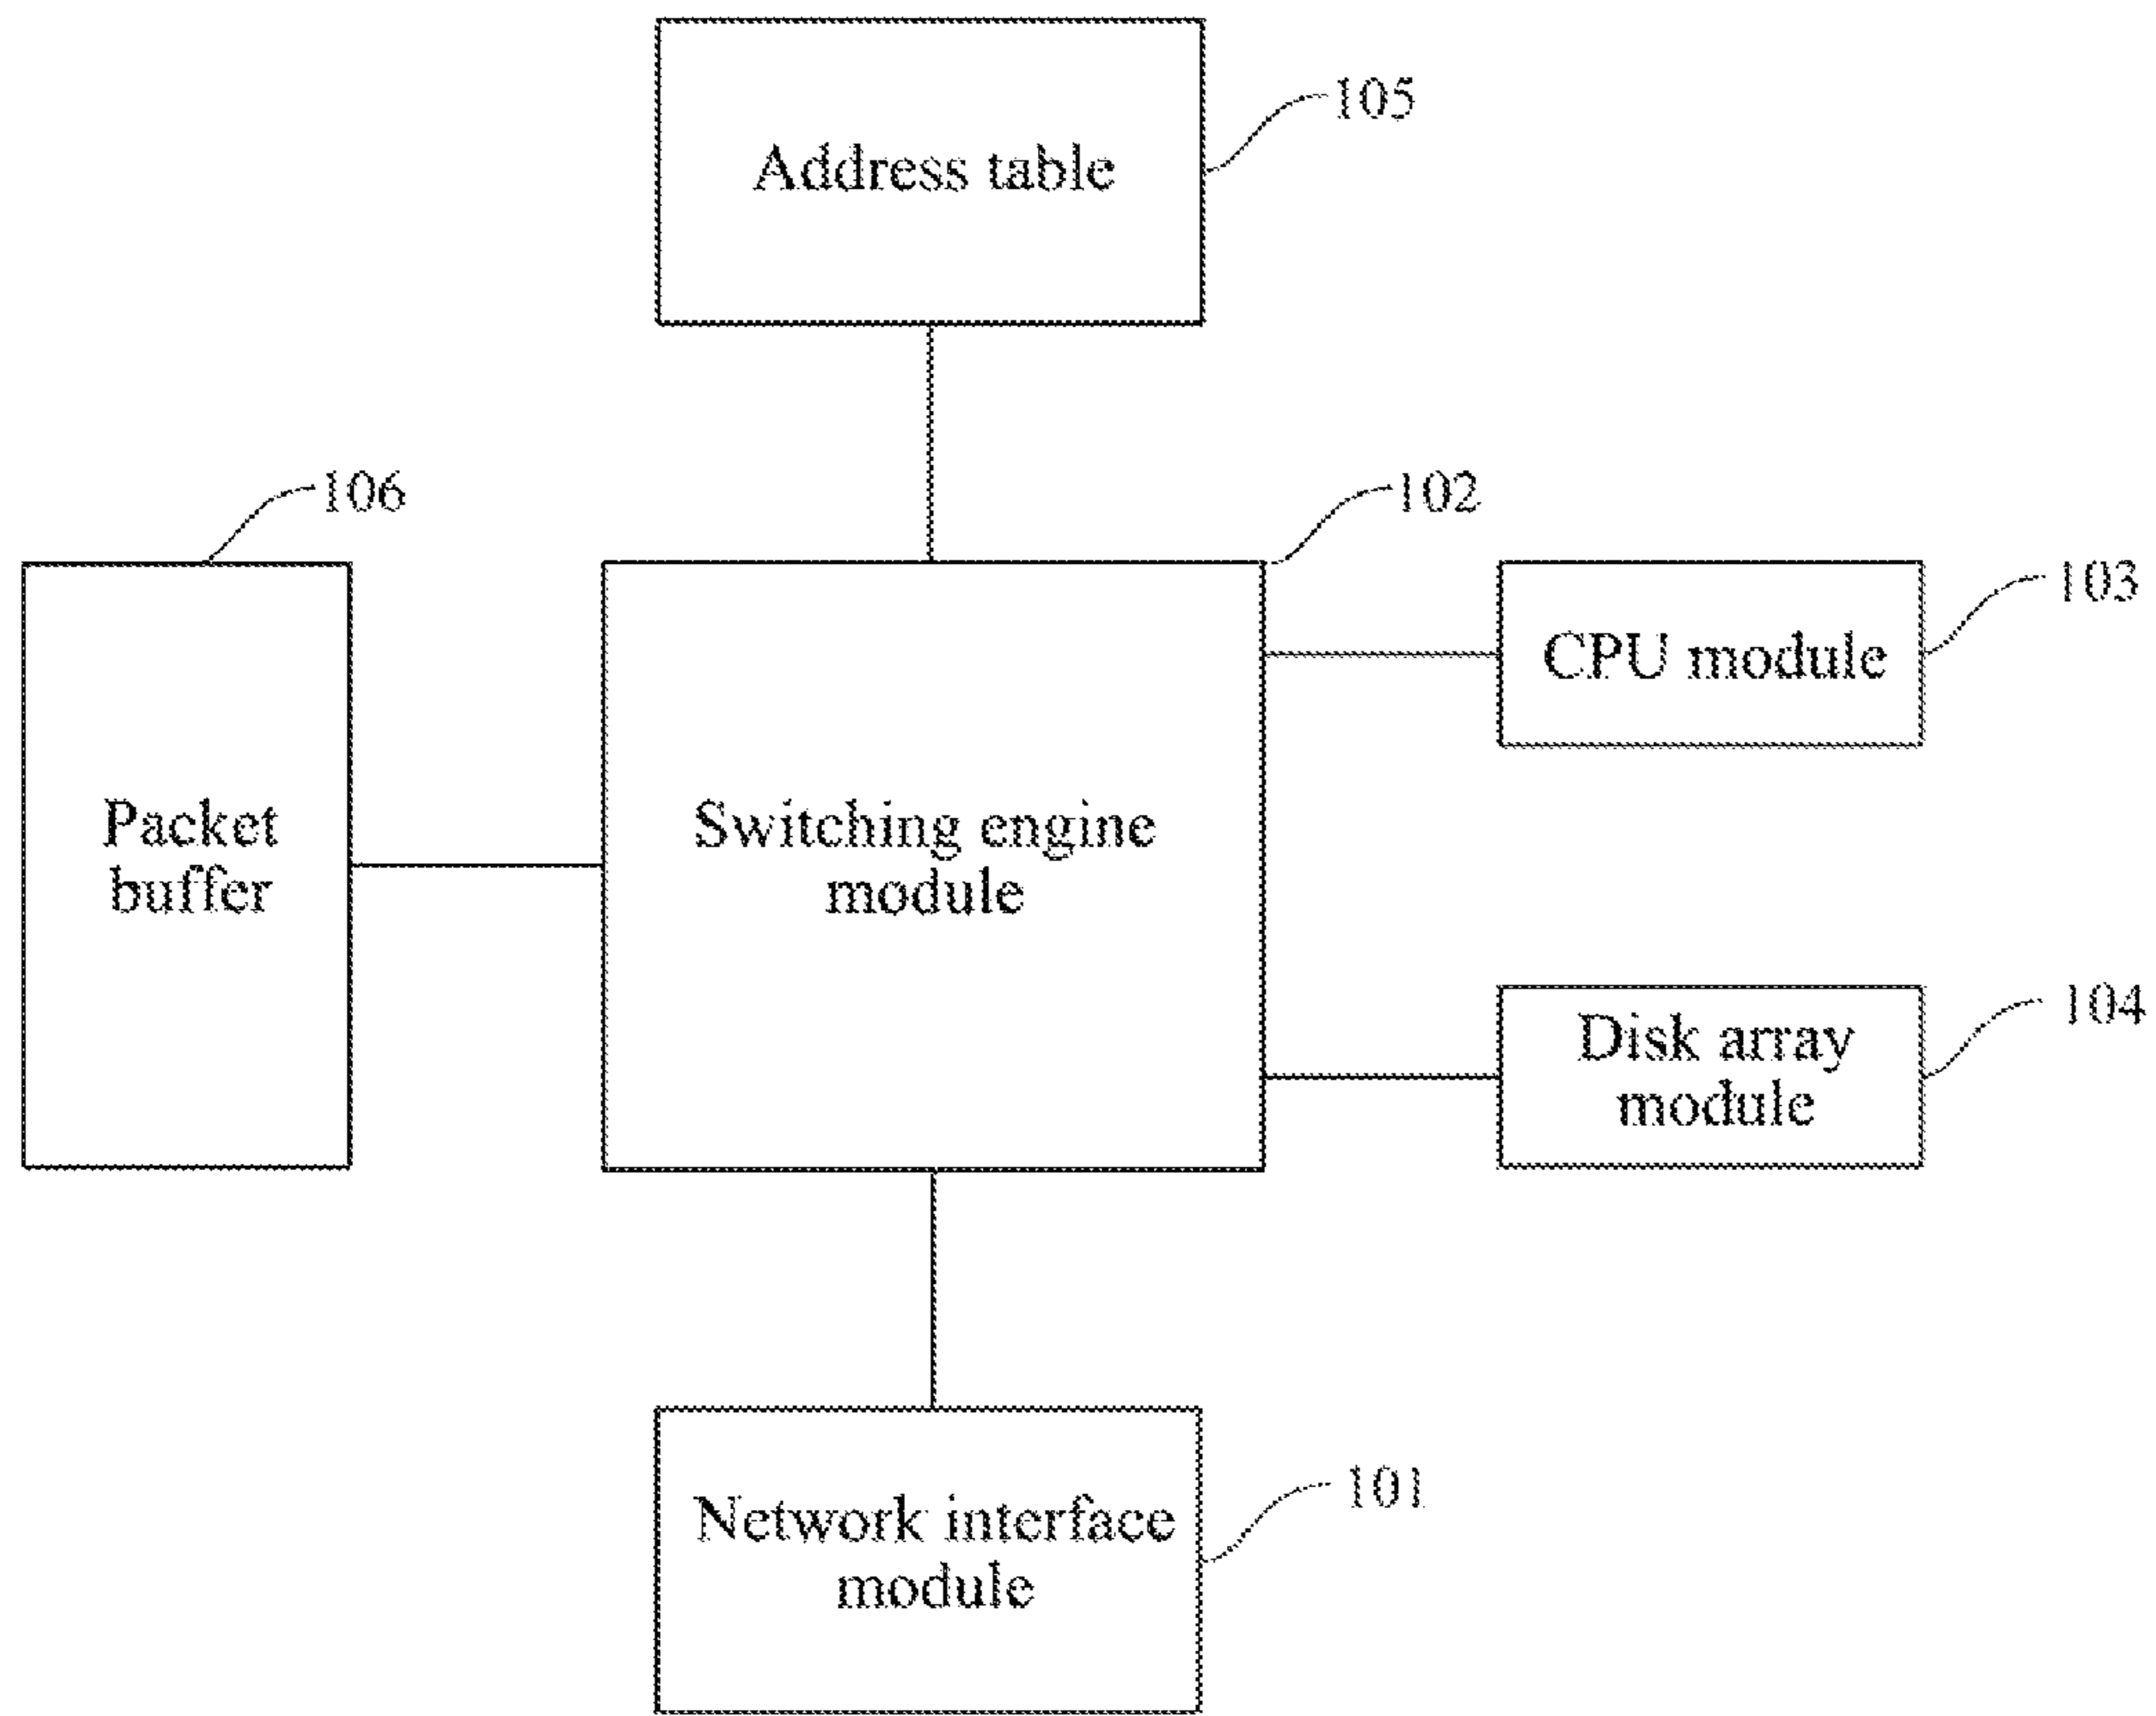 105
Address table
106
102
103
CPU module
Packet
buffer
Switching engine
module
104
Disk array
module
101
Network interface
module